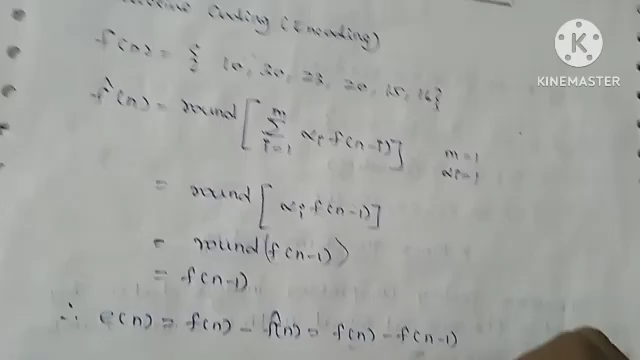 Coding (Encoding)
f(n) = { 10, 30, 23, 20, 15, 16}
f̂(n) = round [ m∑i=1 αi f(n-i)] m=1
αi=1
= round [ αi f(n-1)]
= round (f(n-1))
= f(n-1)
∴ e(n) = f(n) - f̂(n) = f(n) - f(n-1)
KINEMASTER